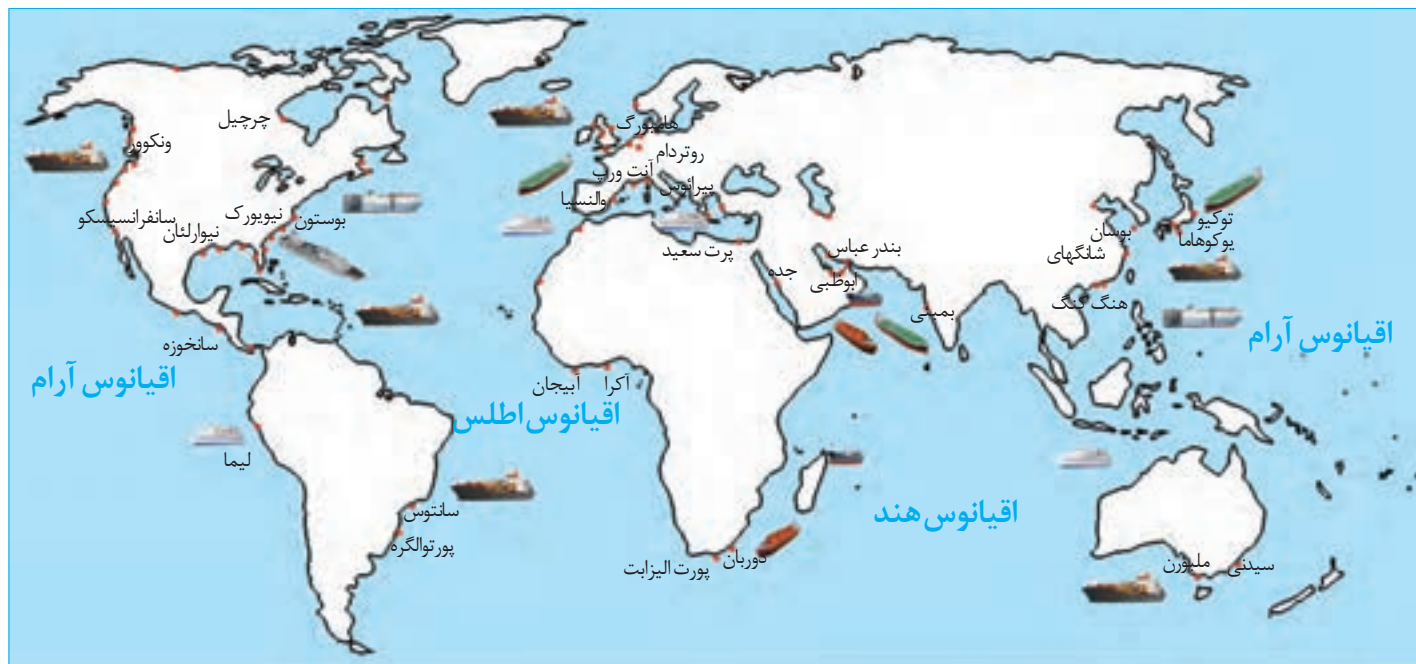 چرچیل
ونکوور
سانفرانسیسکو
نیویورک
بوستون
نیوارلئان
سانخوزه
اقیانوس آرام
لیما
سانتوس
پورتوالگره
هامبورگ
روتردام
آنت ورپ
پیرائوس
والنسیا
پرت سعید
جده
بندر عباس
ابوظبی
بمبئی
آبیجان
آکرا
اقیانوس اطلس
پورت الیزابت
دوربان
اقیانوس هند
توکیو
یوکوهاما
بوسان
شانگهای
هنگ کنگ
اقیانوس آرام
ملبورن
سیدنی